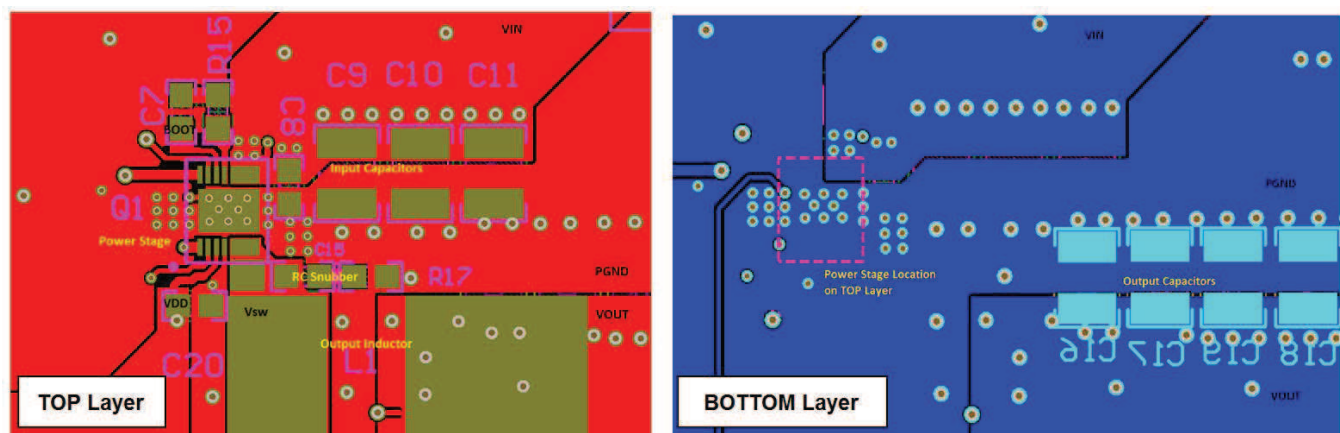 R15
VIN
C7
C8
C9 C10 C11
BOOT
Input Capacitors
Q1
Power Stage
C15
RC Snubber
R17
PGND
VDD
Vsw
VOUT
Output Inductor
C20
L1
TOP Layer
VIN
PGND
Power Stage Location
on TOP Layer
Output Capacitors
C16 C17 C19 C18
VOUT
BOTTOM Layer